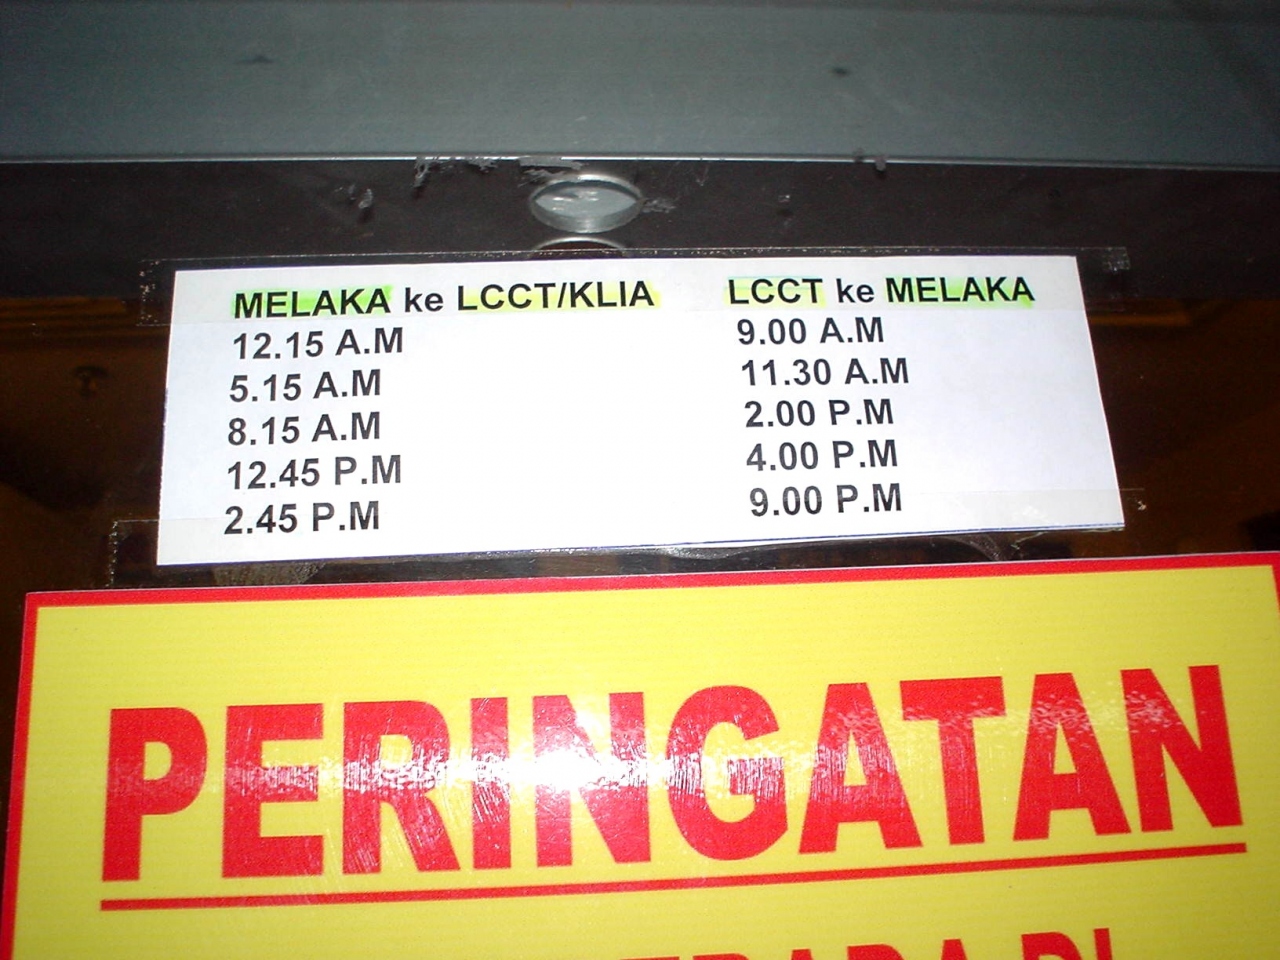 MELAKA ke LCCT/KLIA
12.15 A.M
5.15 A.M
8.15 A.M
12.45 P.M
2.45 P.M
LCCT ke MELAKA
9.00 A.M
11.30 A.M
2.00 P.M
4.00 P.M
9.00 P.M
PERINGATAN